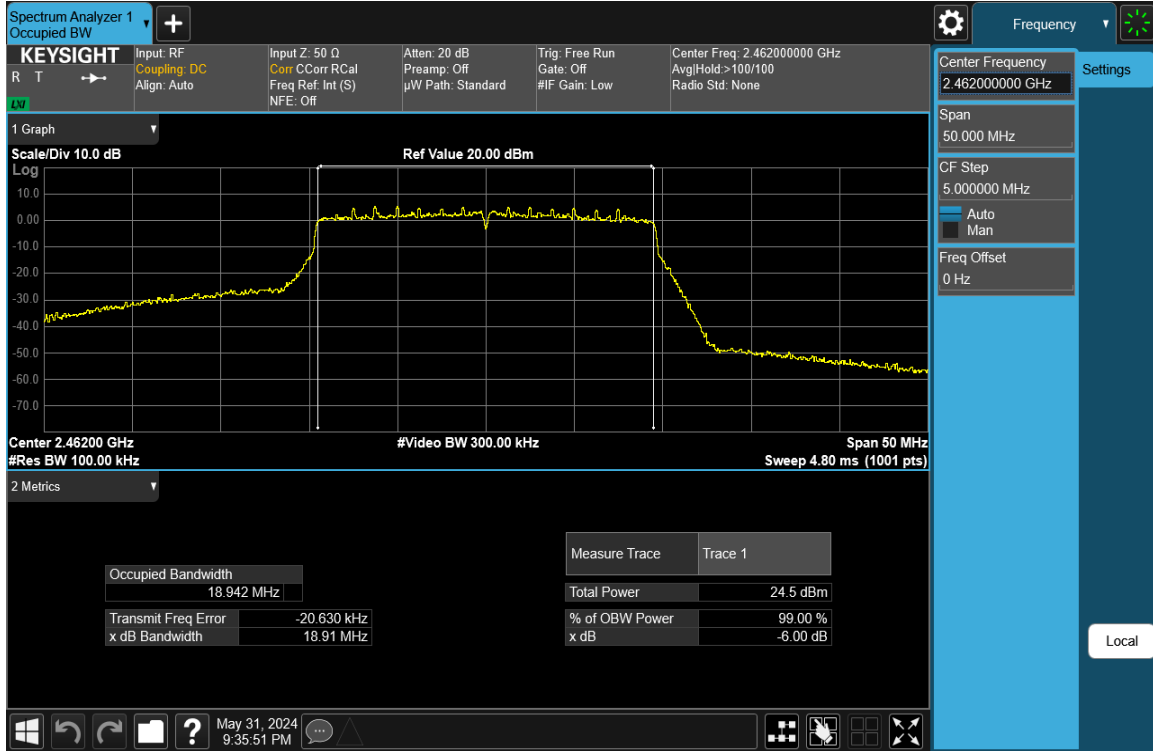 Spectrum Analyzer 1
Occupied BW
Frequency
KEYSIGHT
R T
LXI
Input: RF
Coupling: DC
Align: Auto
Input Z: 50 Ω
Corr CCorr RCal
Freq Ref: Int (S)
NFE: Off
Atten: 20 dB
Preamp: Off
µW Path: Standard
Trig: Free Run
Gate: Off
#IF Gain: Low
Center Freq: 2.462000000 GHz
Avg|Hold:>100/100
Radio Std: None
Center Frequency
2.462000000 GHz
Settings
Span
50.000 MHz
CF Step
5.000000 MHz
Auto
Man
Freq Offset
0 Hz
Local
1 Graph
Scale/Div 10.0 dB
Ref Value 20.00 dBm
Log
10.0
0.00
-10.0
-20.0
-30.0
-40.0
-50.0
-60.0
-70.0
Center 2.46200 GHz
#Video BW 300.00 kHz
Span 50 MHz
#Res BW 100.00 kHz
Sweep 4.80 ms (1001 pts)
2 Metrics
Occupied Bandwidth
18.942 MHz
Transmit Freq Error -20.630 kHz
x dB Bandwidth 18.91 MHz
Measure Trace Trace 1
Total Power 24.5 dBm
% of OBW Power 99.00 %
x dB -6.00 dB
?
May 31, 2024
9:35:51 PM